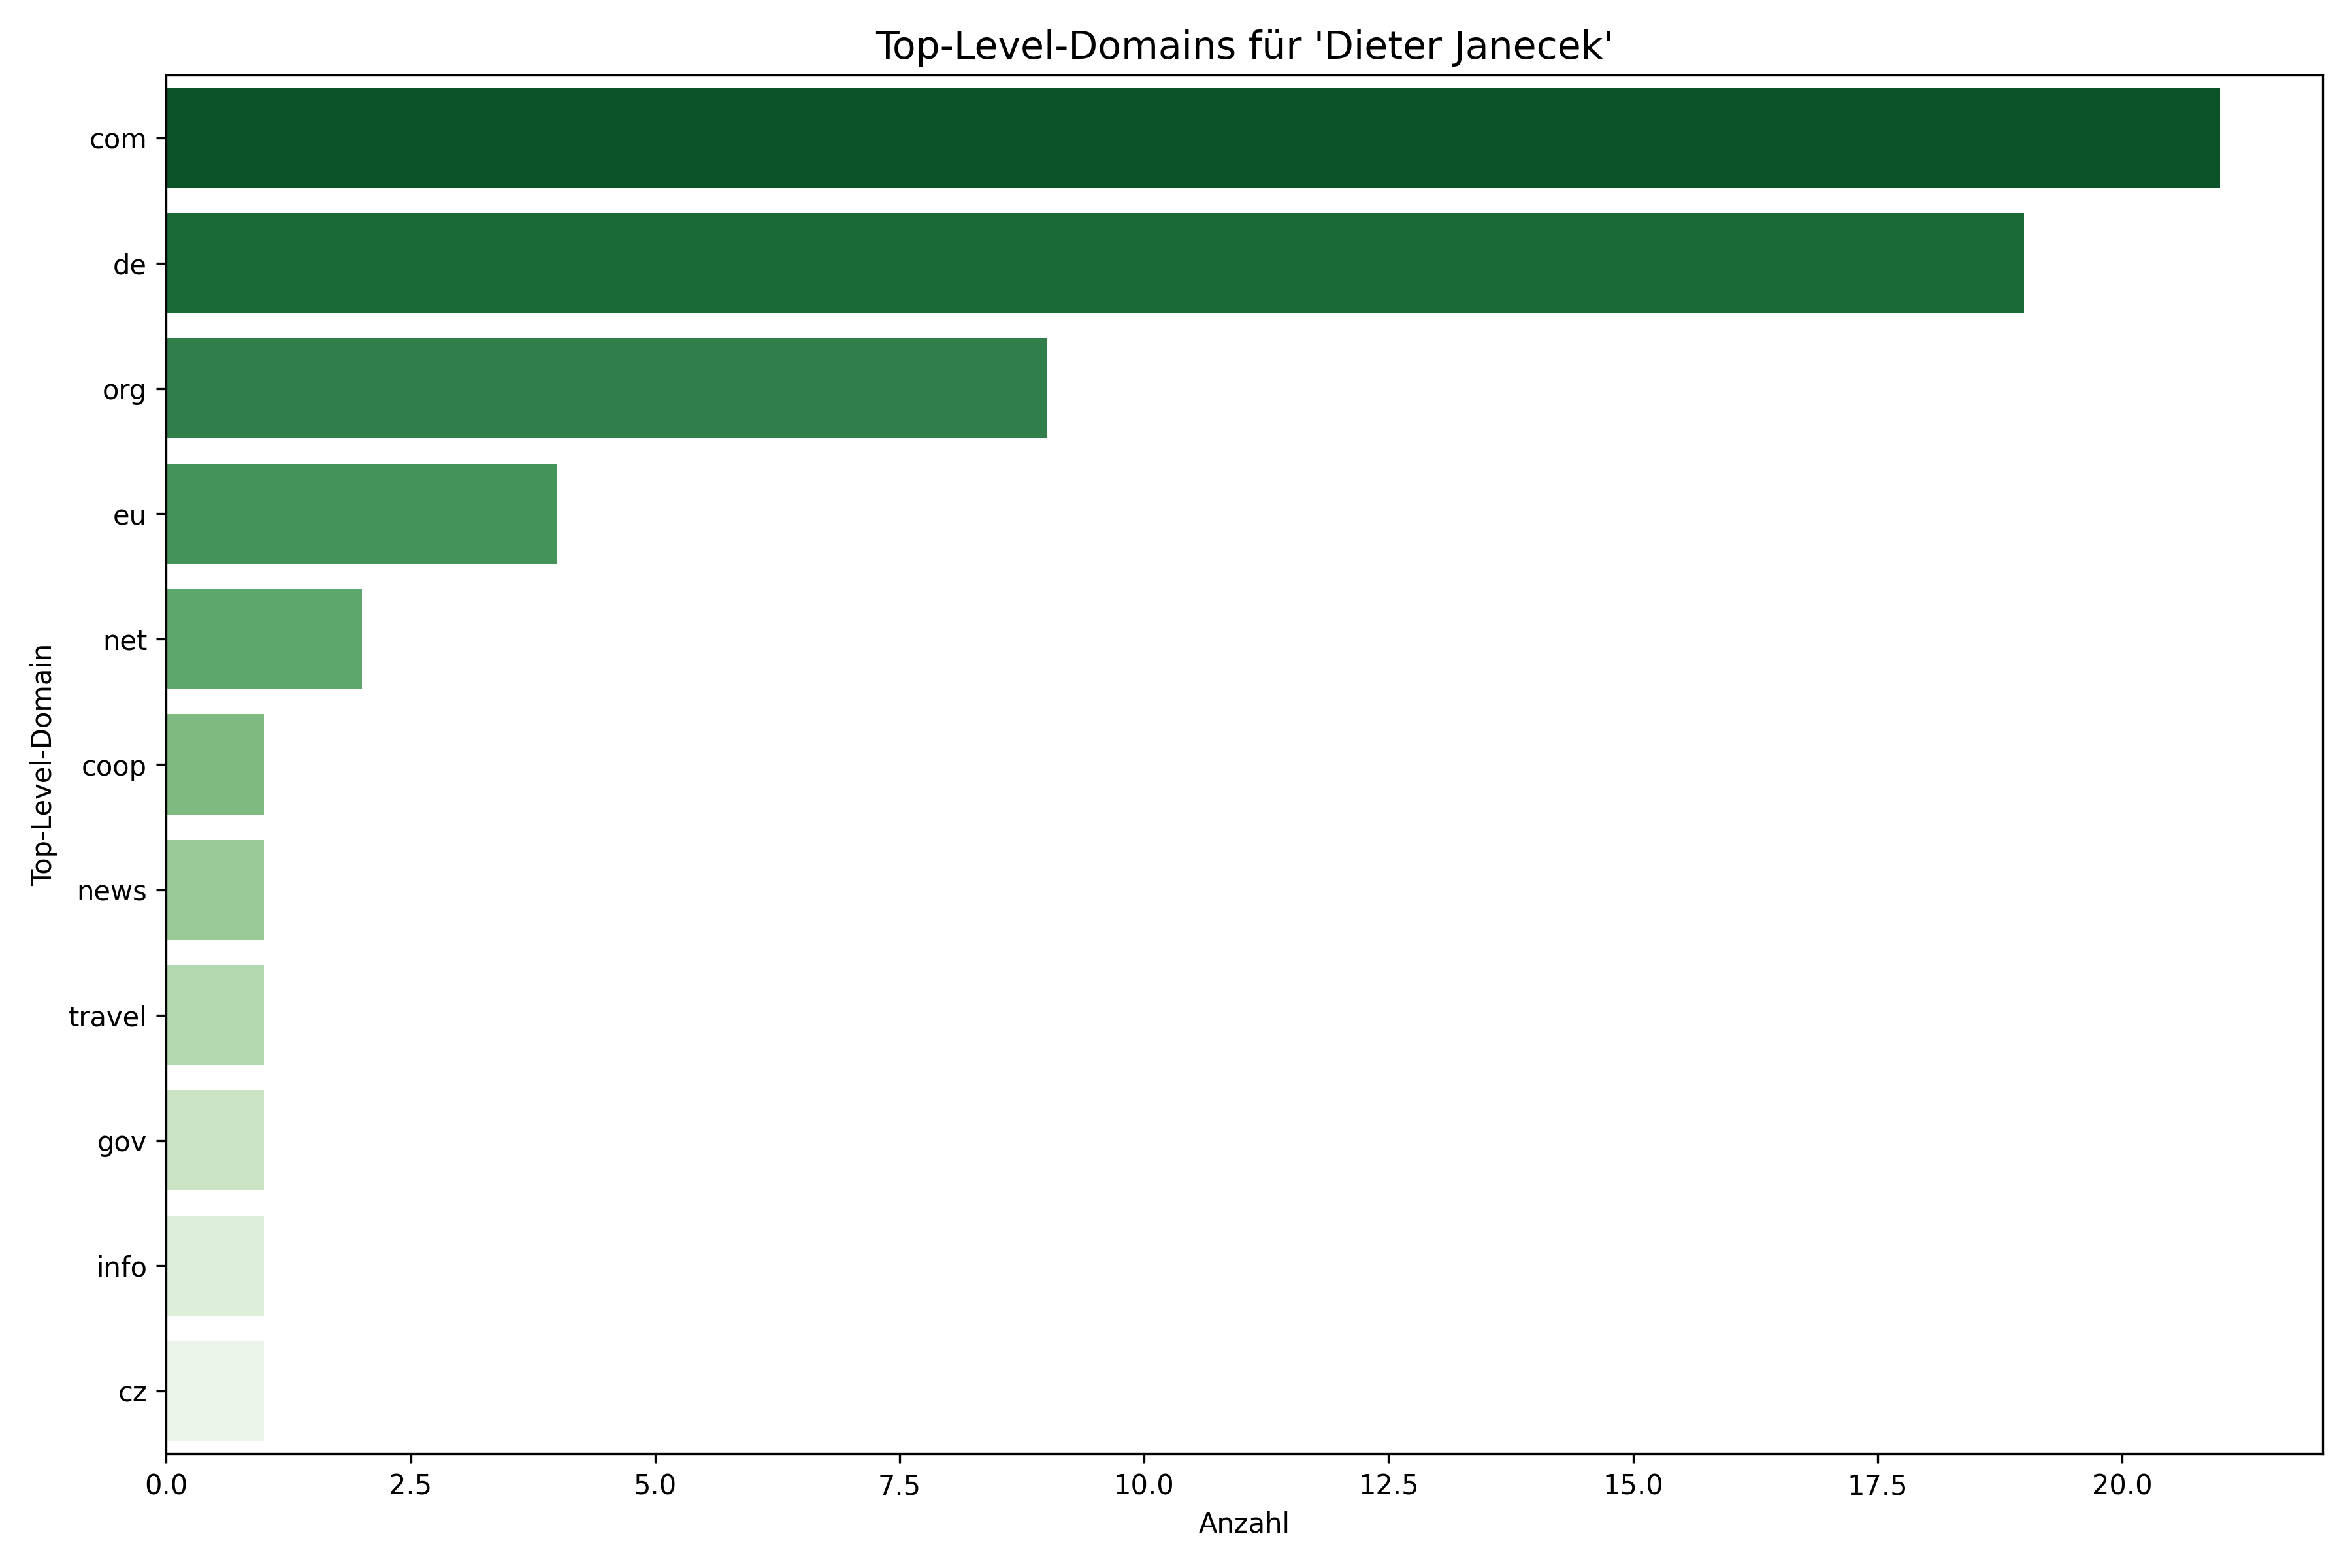 Top-Level-Domains für 'Dieter Janecek'
Top-Level-Domain
com
de
org
eu
net
coop
news
travel
gov
info
cz
0.0 2.5 5.0 7.5 10.0 12.5 15.0 17.5 20.0
Anzahl